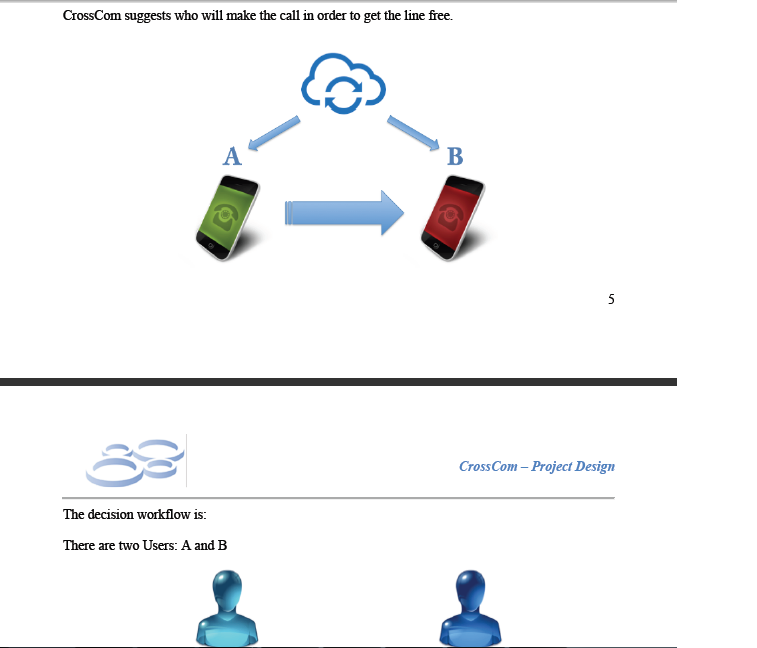 CrossCom suggests who will make the call in order to get the line free.
A
B
5
CrossCom – Project Design
The decision workflow is:
There are two Users: A and B